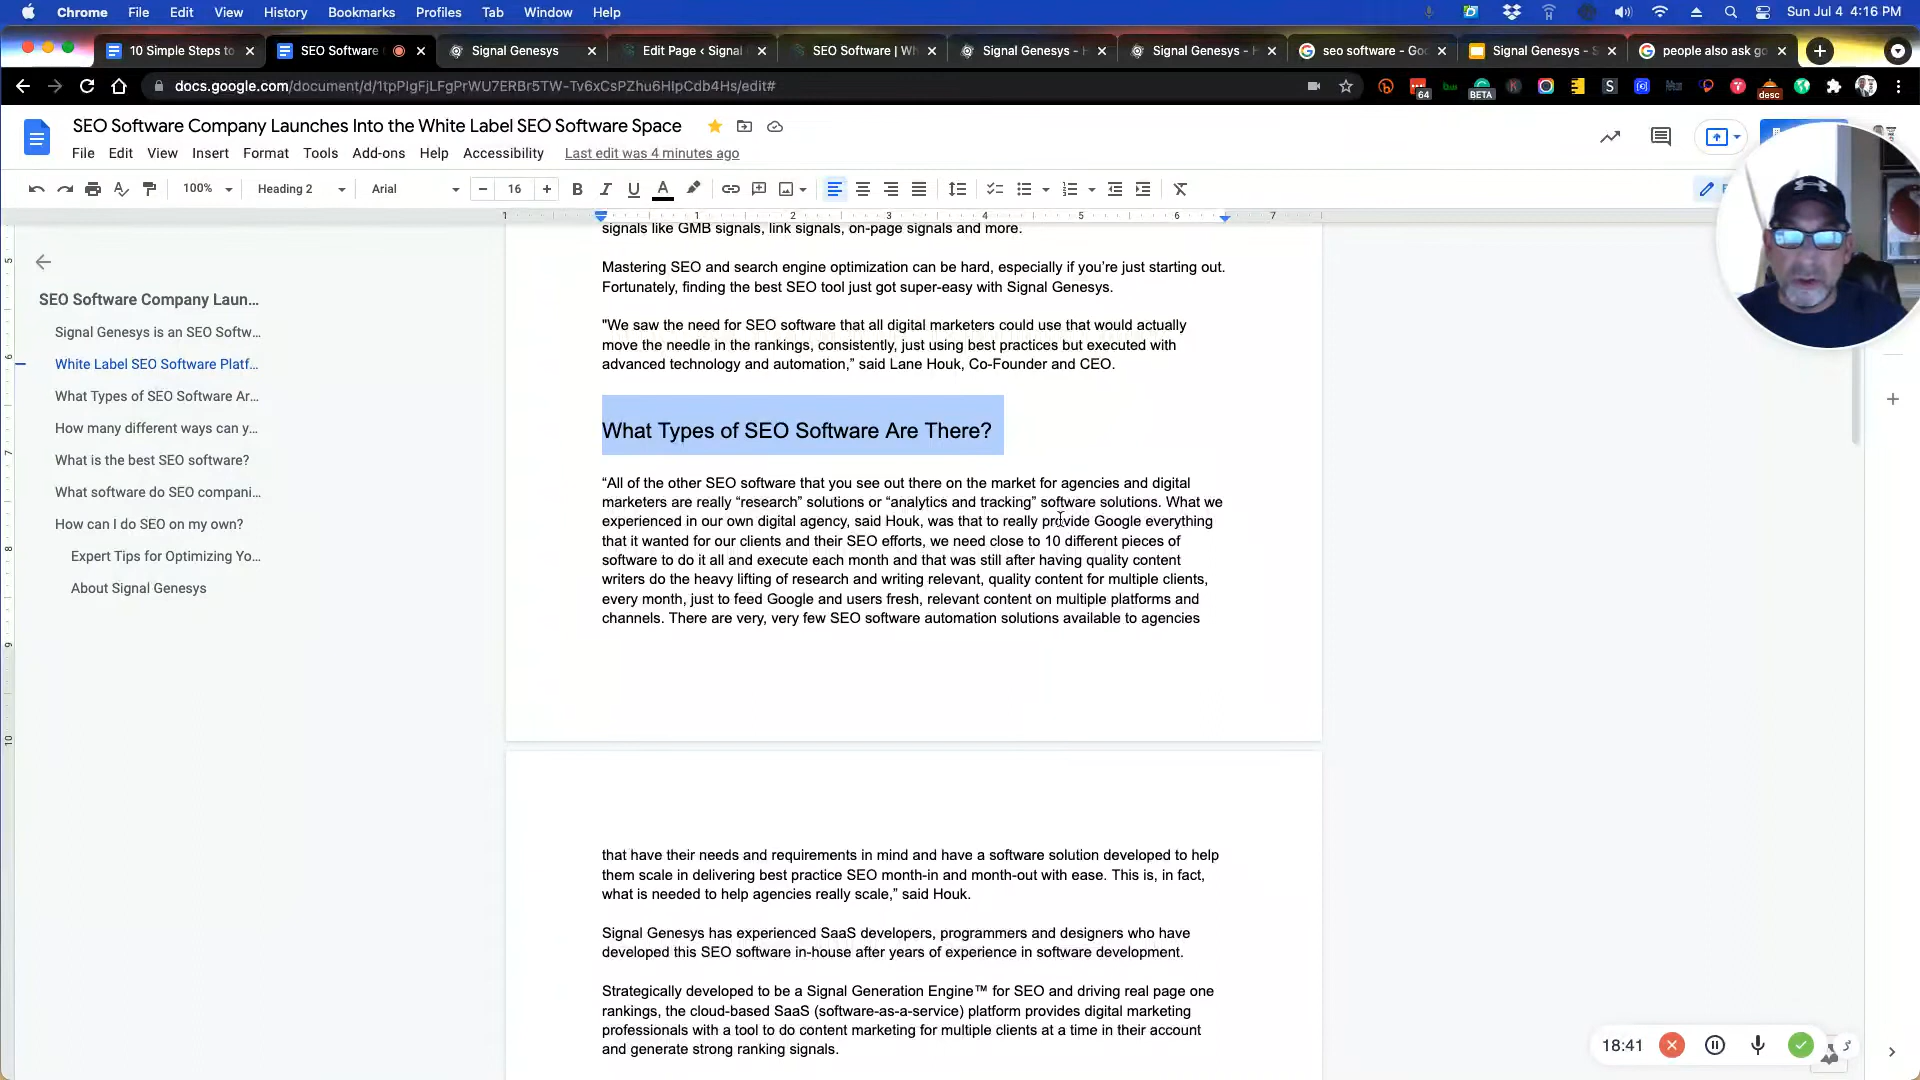 Chrome File Edit View History Bookmarks Profiles Tab Window Help Sun Jul 4 4:16 PM
10 Simple Steps to SEO Software Signal Genesys Edit Page ‹ Signal SEO Software | Wh Signal Genesys - H Signal Genesys - H seo software - Goo Signal Genesys - S people also ask go
docs.google.com/document/d/1tpPIgFjLFgPrWU7ERBr5TW-Tv6xCsPZhu6HIpCdb4Hs/edit#
64 BETA S desc
SEO Software Company Launches Into the White Label SEO Software Space
File Edit View Insert Format Tools Add-ons Help Accessibility Last edit was 4 minutes ago
100% Heading 2 Arial 16 B I U A
1 1 2 3 4 5 6 7
5
6
7
8
9
10
SEO Software Company Laun...
Signal Genesys is an SEO Softw...
White Label SEO Software Platf...
What Types of SEO Software Ar...
How many different ways can y...
What is the best SEO software?
What software do SEO compani...
How can I do SEO on my own?
Expert Tips for Optimizing Yo...
About Signal Genesys
signals like GMB signals, link signals, on-page signals and more.
Mastering SEO and search engine optimization can be hard, especially if you’re just starting out.
Fortunately, finding the best SEO tool just got super-easy with Signal Genesys.
"We saw the need for SEO software that all digital marketers could use that would actually
move the needle in the rankings, consistently, just using best practices but executed with
advanced technology and automation,” said Lane Houk, Co-Founder and CEO.
What Types of SEO Software Are There?
“All of the other SEO software that you see out there on the market for agencies and digital
marketers are really “research” solutions or “analytics and tracking” software solutions. What we
experienced in our own digital agency, said Houk, was that to really provide Google everything
that it wanted for our clients and their SEO efforts, we need close to 10 different pieces of
software to do it all and execute each month and that was still after having quality content
writers do the heavy lifting of research and writing relevant, quality content for multiple clients,
every month, just to feed Google and users fresh, relevant content on multiple platforms and
channels. There are very, very few SEO software automation solutions available to agencies
that have their needs and requirements in mind and have a software solution developed to help
them scale in delivering best practice SEO month-in and month-out with ease. This is, in fact,
what is needed to help agencies really scale,” said Houk.
Signal Genesys has experienced SaaS developers, programmers and designers who have
developed this SEO software in-house after years of experience in software development.
Strategically developed to be a Signal Generation Engine™ for SEO and driving real page one
rankings, the cloud-based SaaS (software-as-a-service) platform provides digital marketing
professionals with a tool to do content marketing for multiple clients at a time in their account
and generate strong ranking signals.
18:41